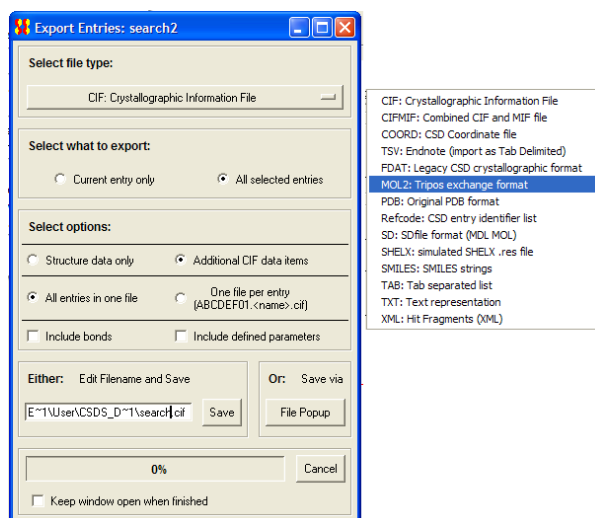 Export Entries: search2
Select file type:
CIF: Crystallographic Information File
Select what to export:
Current entry only
All selected entries
Select options:
Structure data only
Additional CIF data items
All entries in one file
One file per entry
(ABCDEF01.<name>.cif)
Include bonds
Include defined parameters
Either: Edit Filename and Save
Or: Save via
E~1\User\CSDS_D~1\search.cif
Save
File Popup
0%
Cancel
Keep window open when finished
CIF: Crystallographic Information File
CIFMIF: Combined CIF and MIF file
COORD: CSD Coordinate file
TSV: Endnote (import as Tab Delimited)
FDAT: Legacy CSD crystallographic format
MOL2: Tripos exchange format
PDB: Original PDB format
Refcode: CSD entry identifier list
SD: SDfile format (MDL MOL)
SHELX: simulated SHELX .res file
SMILES: SMILES strings
TAB: Tab separated list
TXT: Text representation
XML: Hit Fragments (XML)